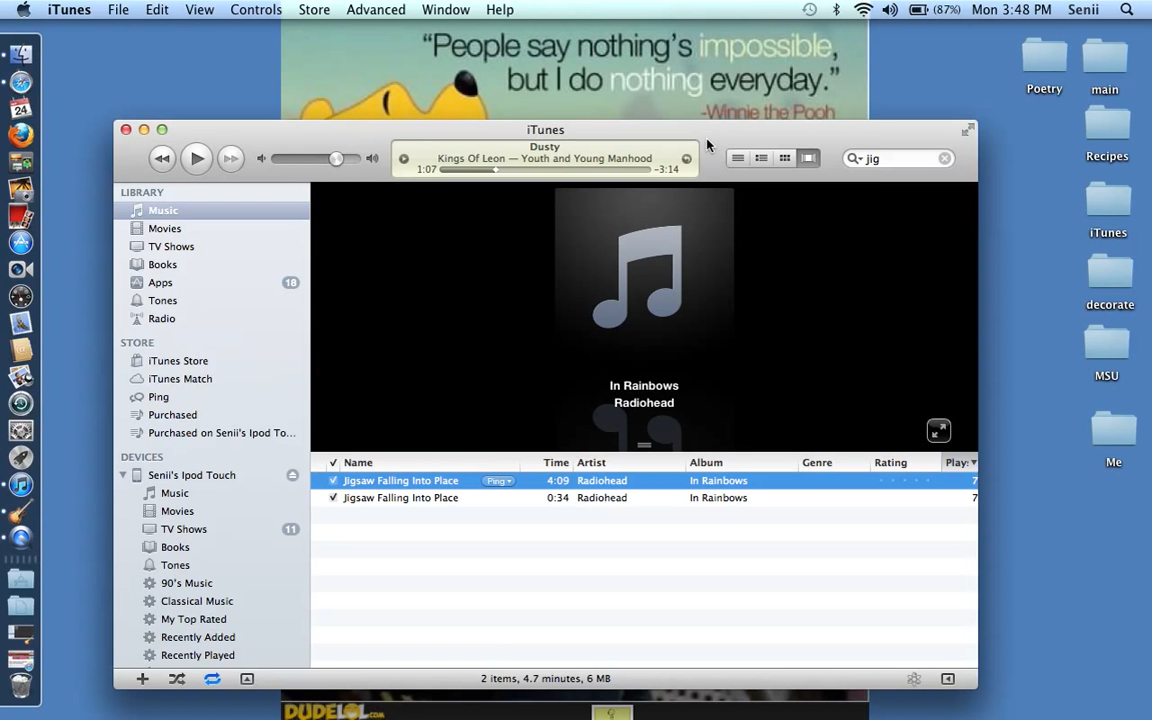 iTunes File Edit View Controls Store Advanced Window Help (87%) Mon 3:48 PM Senii
“People say nothing's impossible,
but I do nothing everyday.”
-Winnie the Pooh
iTunes
Dusty
Kings Of Leon — Youth and Young Manhood
1:07 -3:14
jig
LIBRARY
Music
Movies
TV Shows
Books
Apps 18
Tones
Radio
STORE
iTunes Store
iTunes Match
Ping
Purchased
Purchased on Senii's Ipod To...
DEVICES
Senii's Ipod Touch
Music
Movies
TV Shows 11
Books
Tones
90's Music
Classical Music
My Top Rated
Recently Added
Recently Played
In Rainbows
Radiohead
Name Time Artist Album Genre Rating Plays
Jigsaw Falling Into Place Ping 4:09 Radiohead In Rainbows 7
Jigsaw Falling Into Place 0:34 Radiohead In Rainbows 7
2 items, 4.7 minutes, 6 MB
Poetry
main
Recipes
iTunes
decorate
MSU
Me
24
DUDELOL.COM